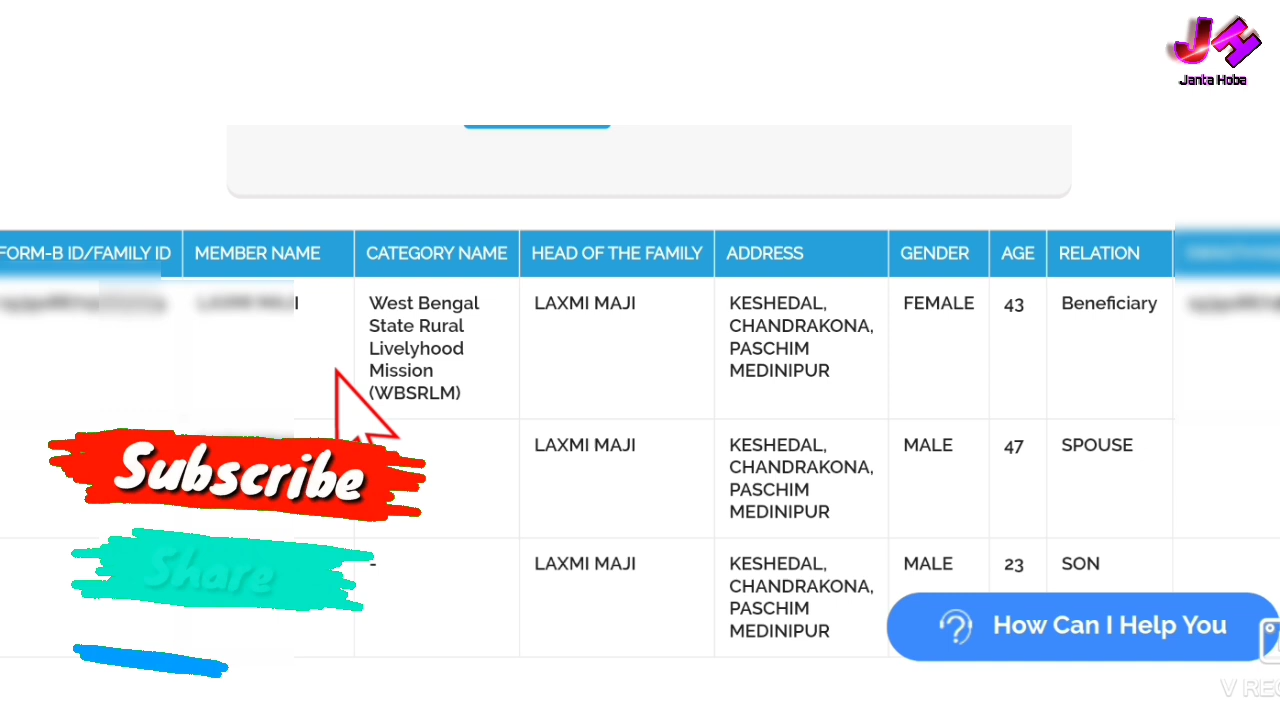 JH
Janta Hoba
FORM-B ID/FAMILY ID MEMBER NAME CATEGORY NAME HEAD OF THE FAMILY ADDRESS GENDER AGE RELATION
West Bengal LAXMI MAJI KESHEDAL, FEMALE 43 Beneficiary
State Rural CHANDRAKONA,
Livelyhood PASCHIM
Mission MEDINIPUR
(WBSRLM)
LAXMI MAJI KESHEDAL, MALE 47 SPOUSE
CHANDRAKONA,
PASCHIM
MEDINIPUR
Subscribe
- LAXMI MAJI KESHEDAL, MALE 23 SON
CHANDRAKONA,
PASCHIM
MEDINIPUR
Share
How Can I Help You
V REC